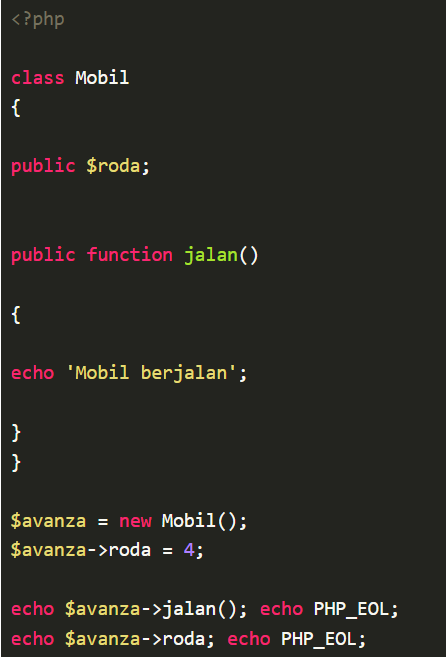 <?php
class Mobil
{
public $roda;
public function jalan()
{
echo 'Mobil berjalan';
}
}
$avanza = new Mobil();
$avanza->roda = 4;
echo $avanza->jalan(); echo PHP_EOL;
echo $avanza->roda; echo PHP_EOL;